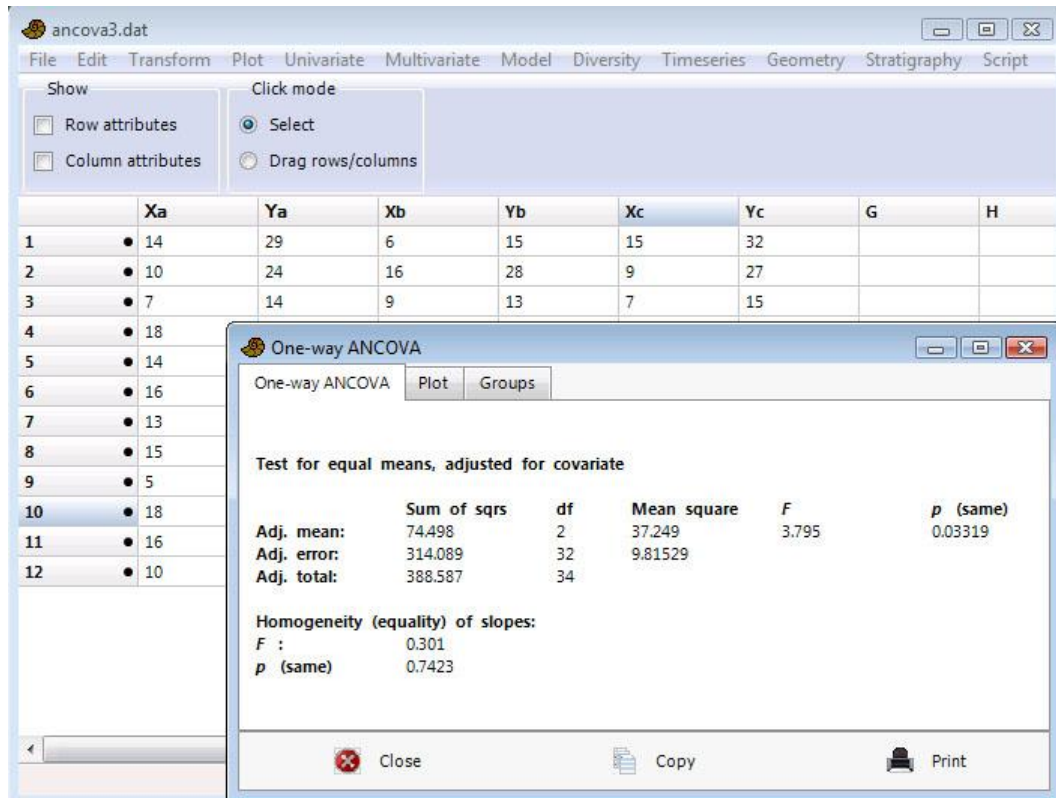 ancova3.dat
File Edit Transform Plot Univariate Multivariate Model Diversity Timeseries Geometry Stratigraphy Script
Show Click mode
Row attributes Select
Column attributes Drag rows/columns
Xa Ya Xb Yb Xc Yc G H
1 • 14 29 6 15 15 32
2 • 10 24 16 28 9 27
3 • 7 14 9 13 7 15
4 • 18
5 • 14
6 • 16
7 • 13
8 • 15
9 • 5
10 • 18
11 • 16
12 • 10
One-way ANCOVA
One-way ANCOVA Plot Groups
Test for equal means, adjusted for covariate
Sum of sqrs df Mean square F p (same)
Adj. mean: 74.498 2 37.249 3.795 0.03319
Adj. error: 314.089 32 9.81529
Adj. total: 388.587 34
Homogeneity (equality) of slopes:
F : 0.301
p (same) 0.7423
Close Copy Print